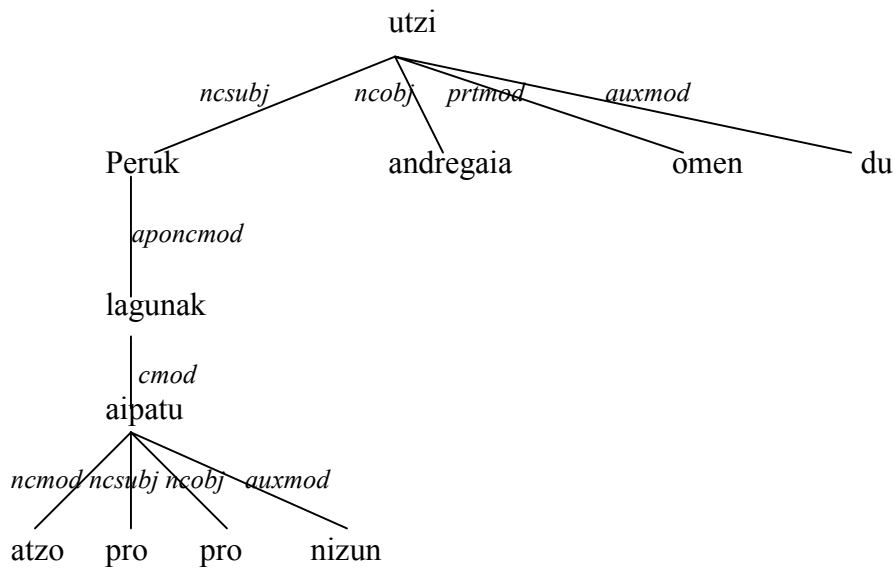 utzi
ncsubj ncobj prtmod auxmod
Peruk andregaia omen du
aponcmod
lagunak
cmod
aipatu
ncmod ncsubj ncobj auxmod
atzo pro pro nizun